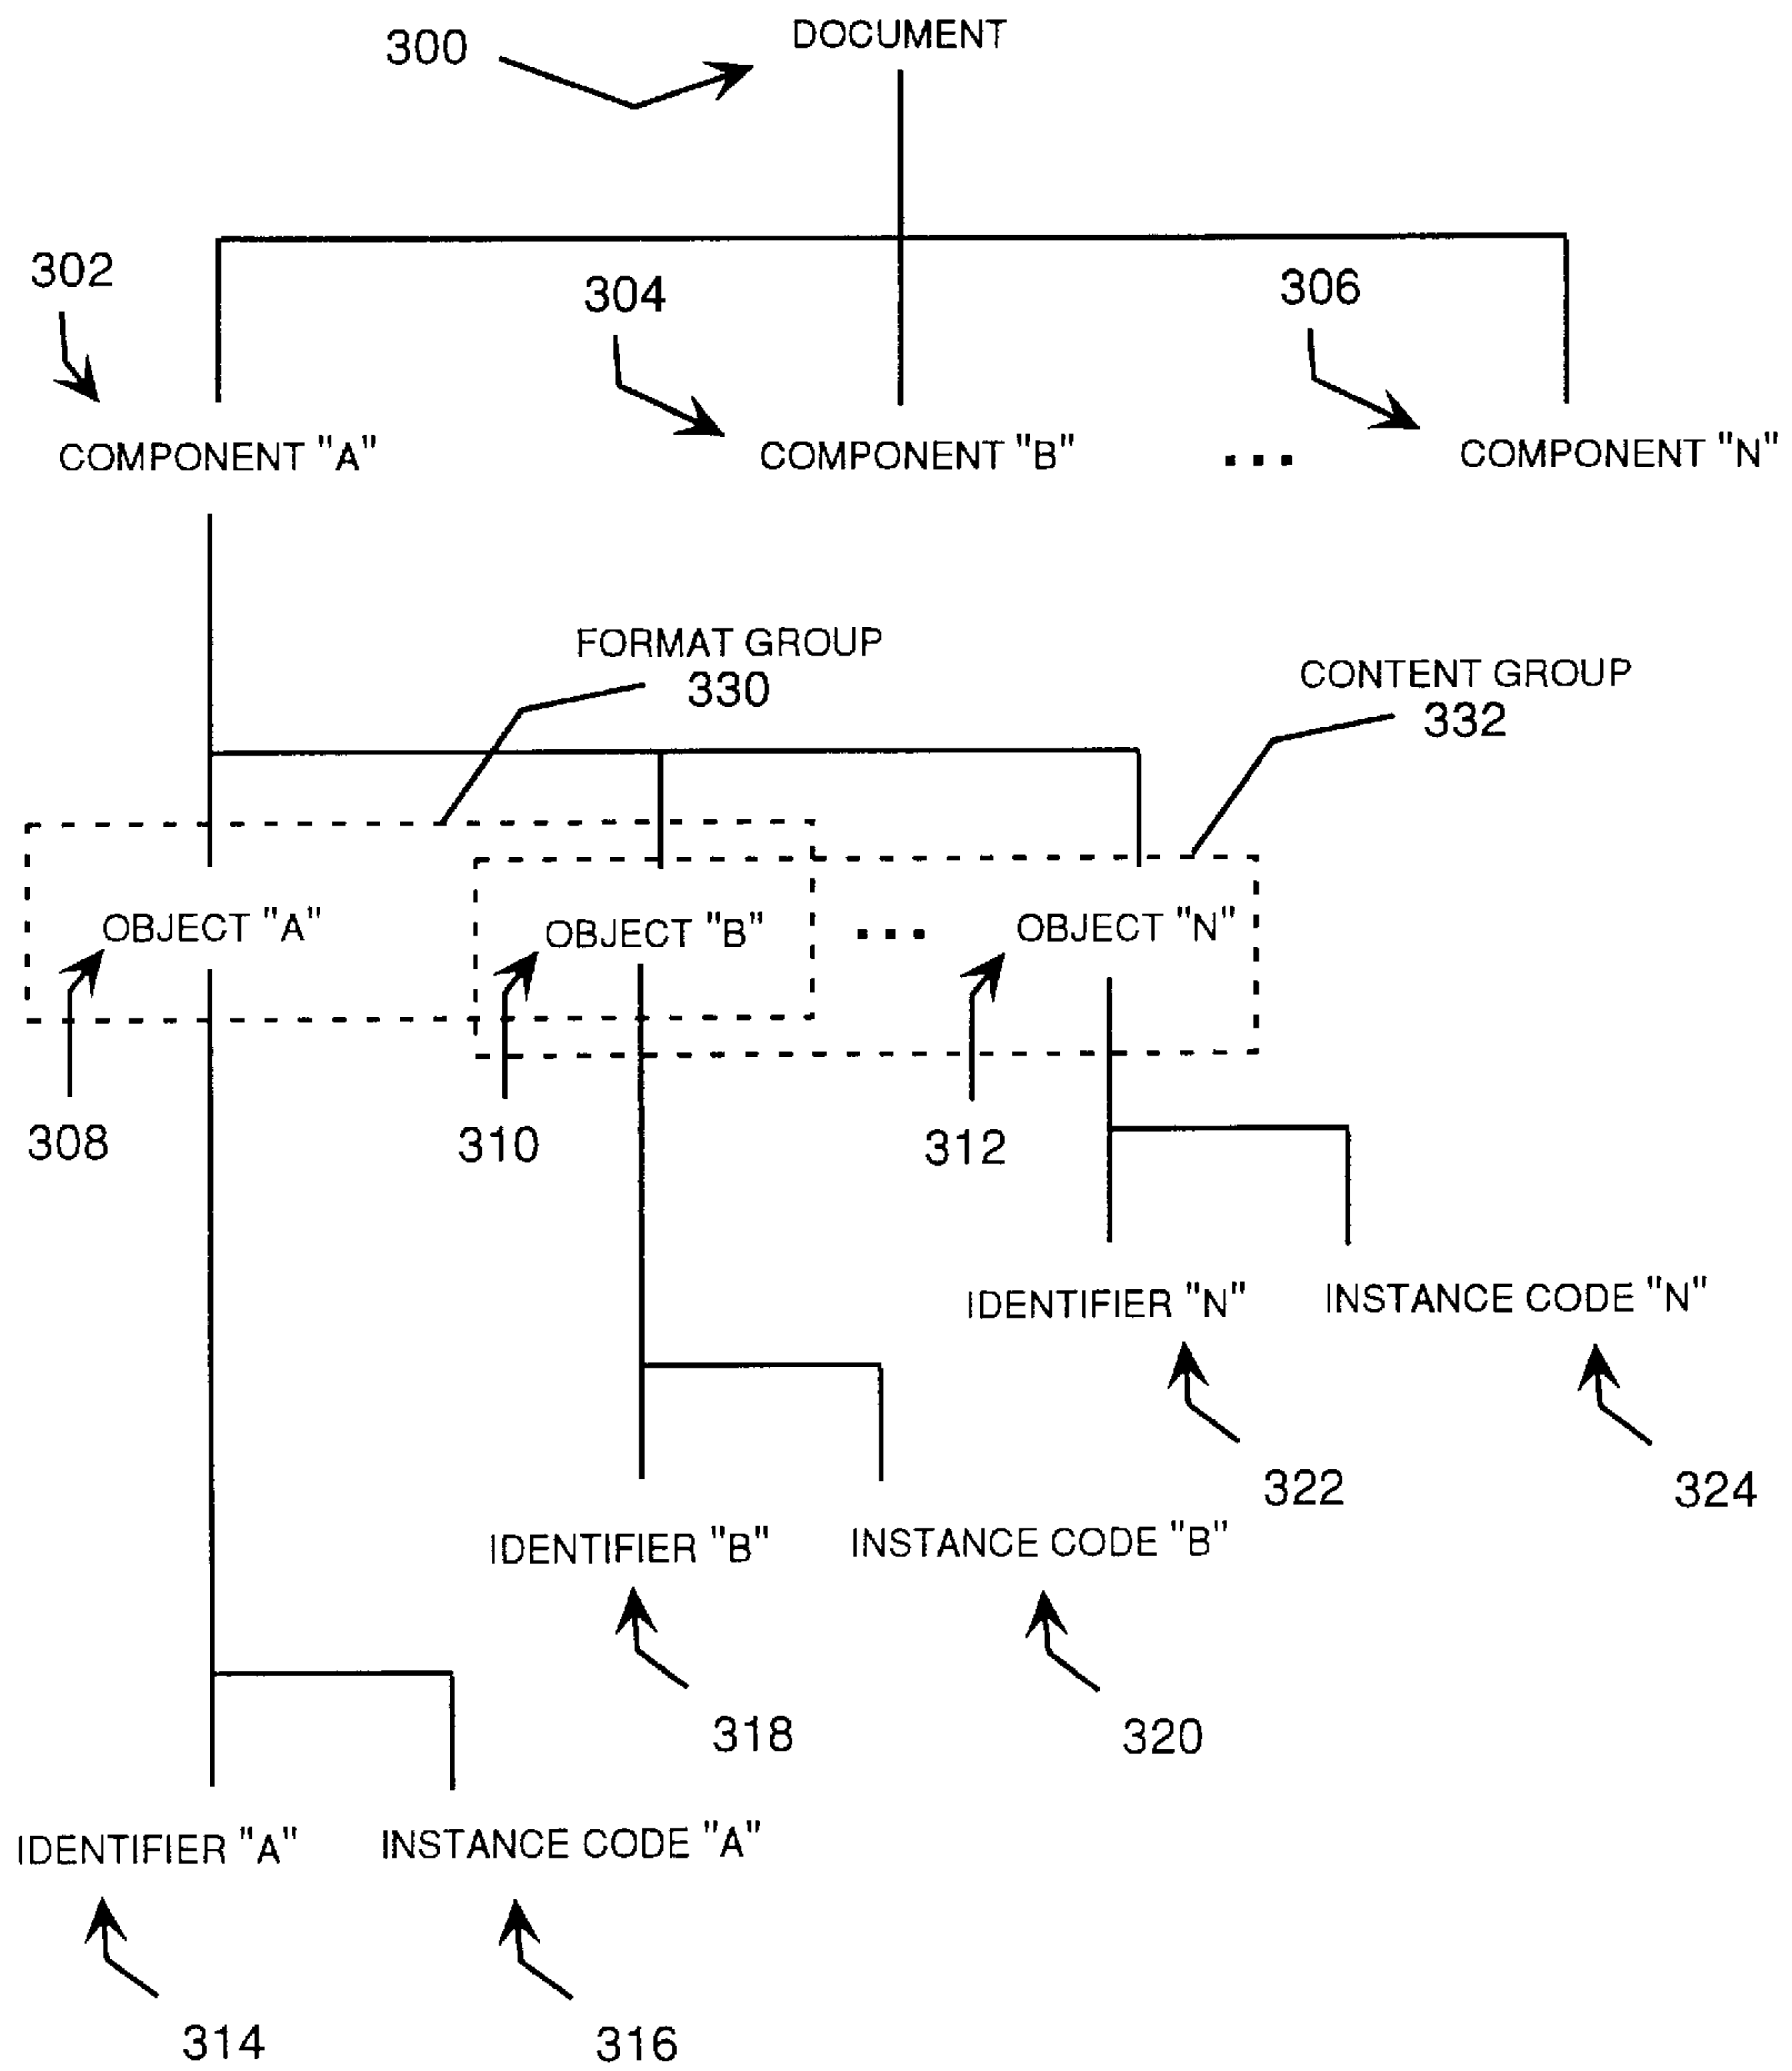 300
DOCUMENT
302
304
306
COMPONENT "A"
COMPONENT "B"
...
COMPONENT "N"
FORMAT GROUP
330
CONTENT GROUP
332
OBJECT "A"
OBJECT "B"
...
OBJECT "N"
308
310
312
IDENTIFIER "N"
INSTANCE CODE "N"
322
324
IDENTIFIER "B"
INSTANCE CODE "B"
318
320
IDENTIFIER "A"
INSTANCE CODE "A"
314
316